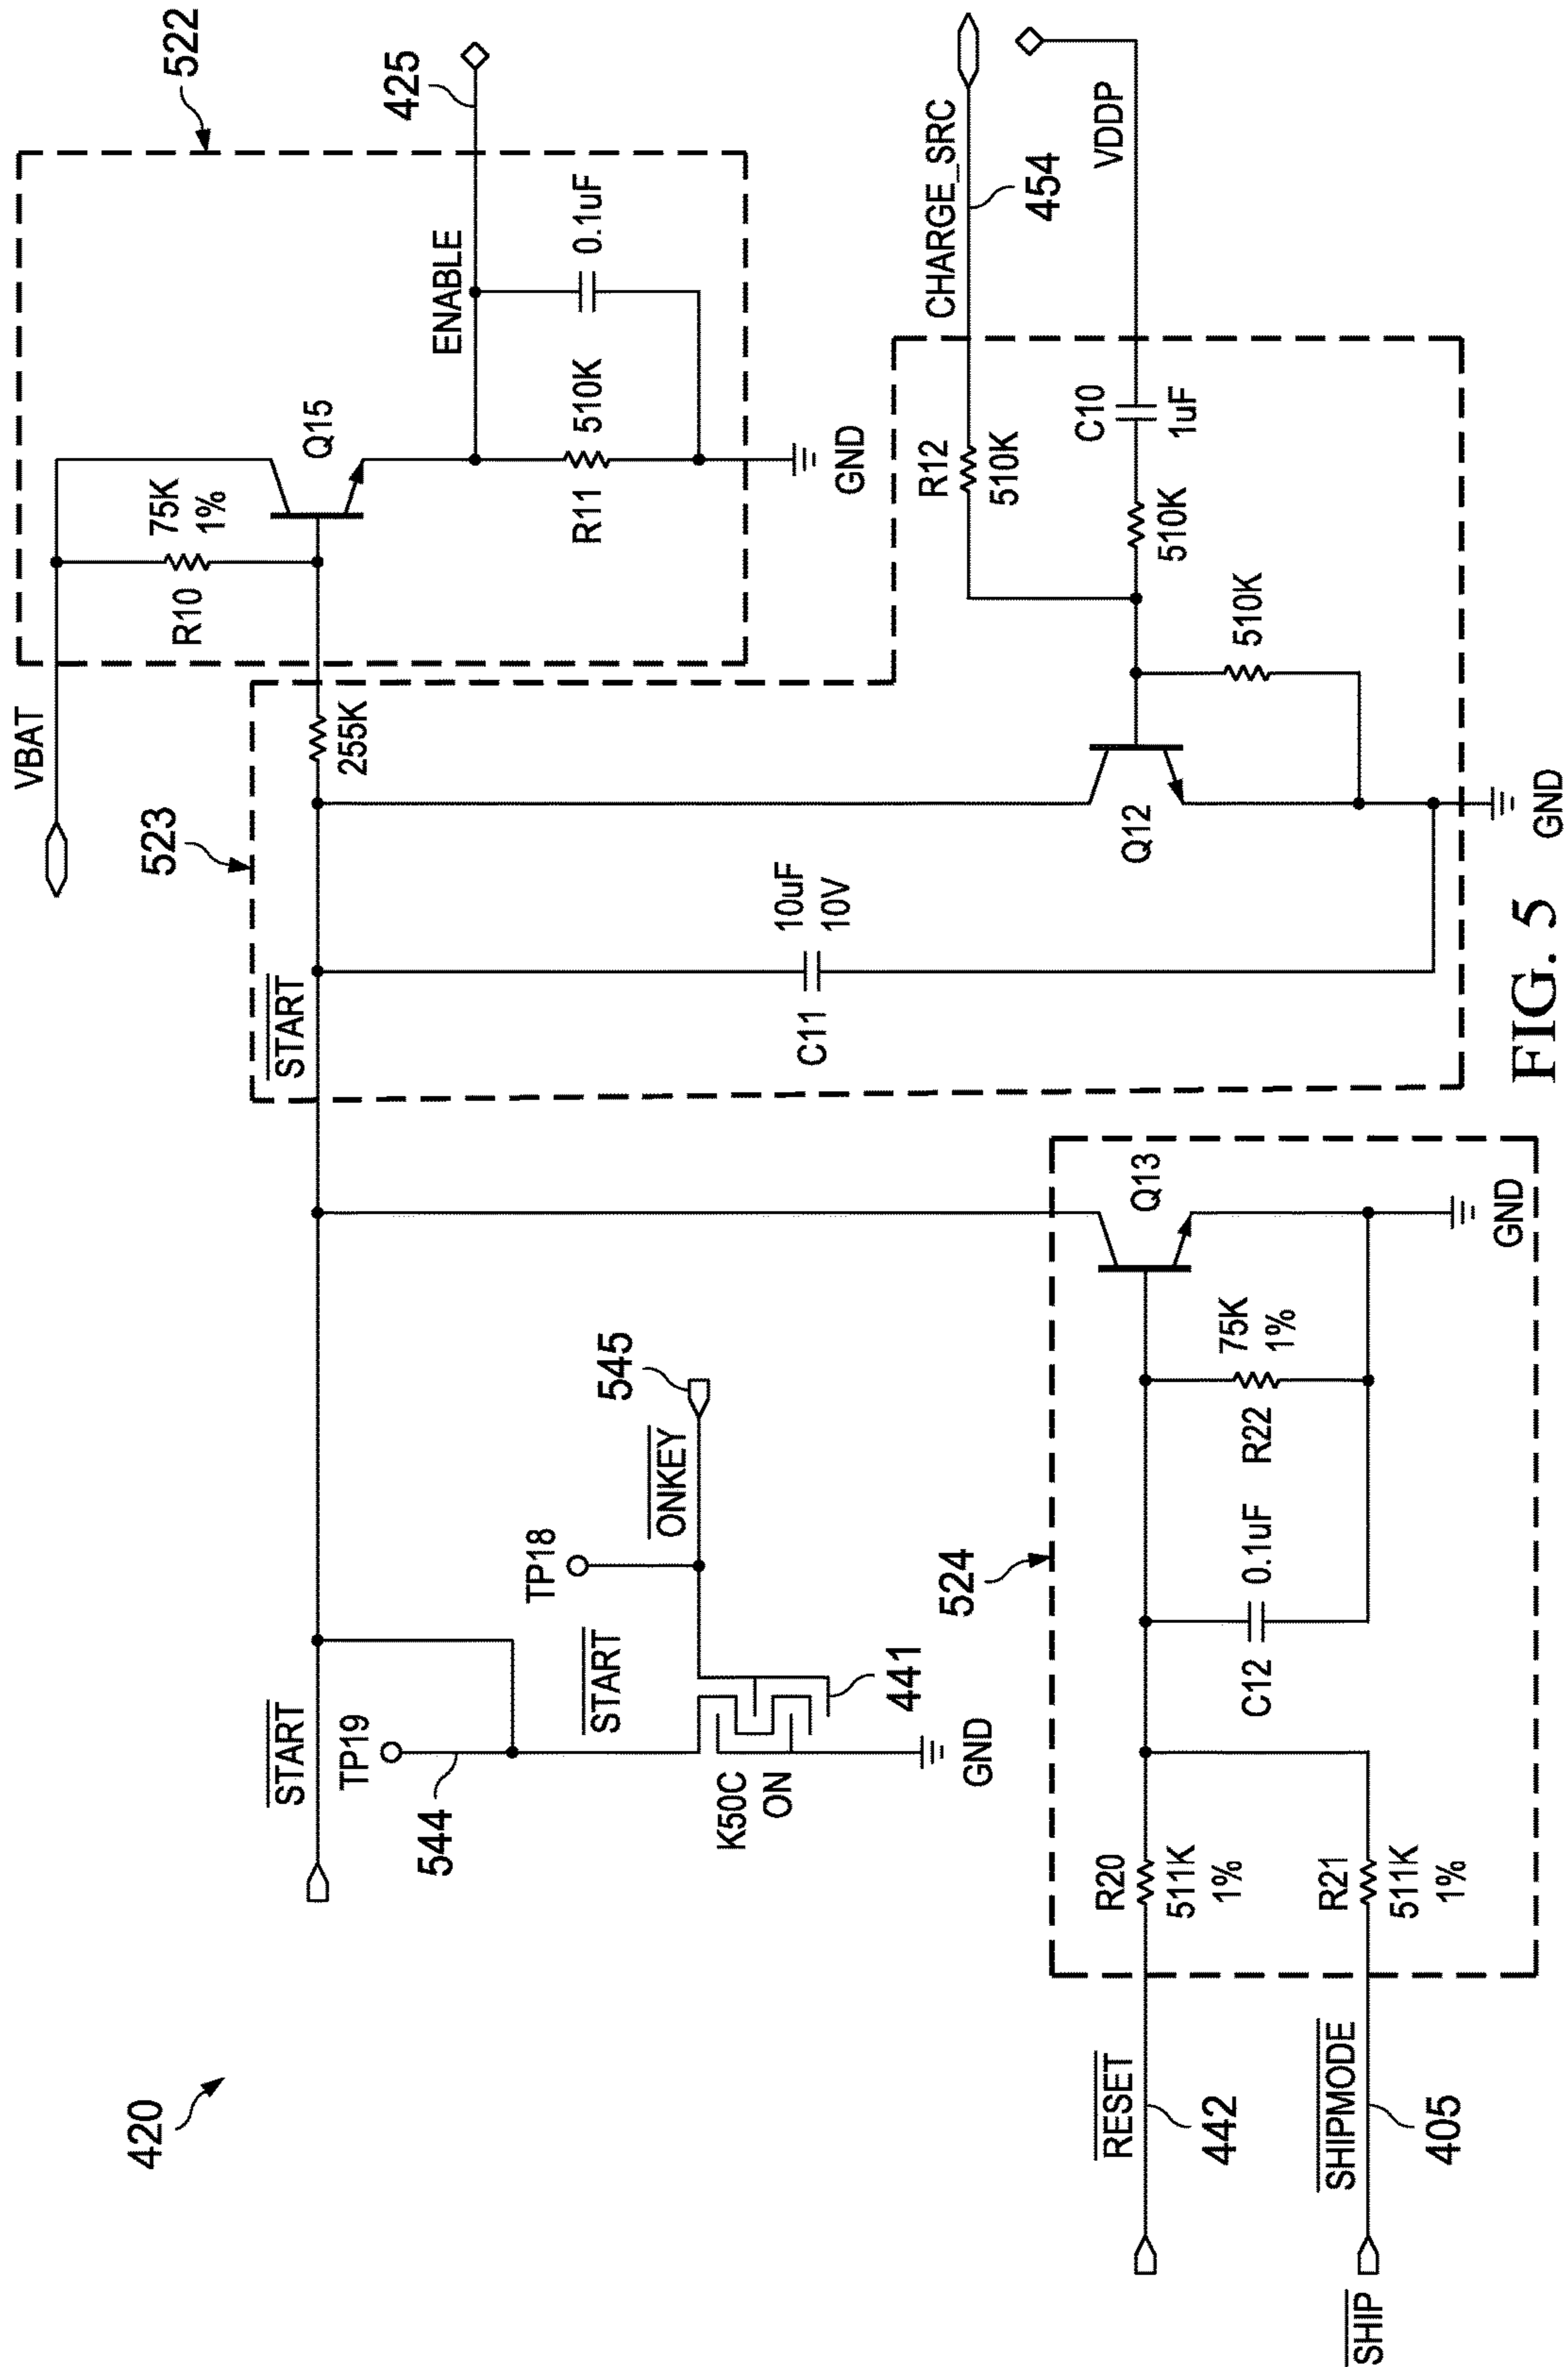 420
VBAT
522
R10
75K
1%
Q15
ENABLE
425
R11
510K
0.1uF
GND
523
START
255K
C11
10uF
10V
Q12
510K
R12
510K
CHARGE_SRC
454
510K
C10
1uF
VDDP
GND
START
TP19
544
START
TP18
ONKEY
545
K50C
ON
441
GND
524
RESET
442
R20
511K
1%
SHIP
SHIPMODE
405
R21
511K
1%
C12
0.1uF
R22
75K
1%
Q13
GND
FIG. 5